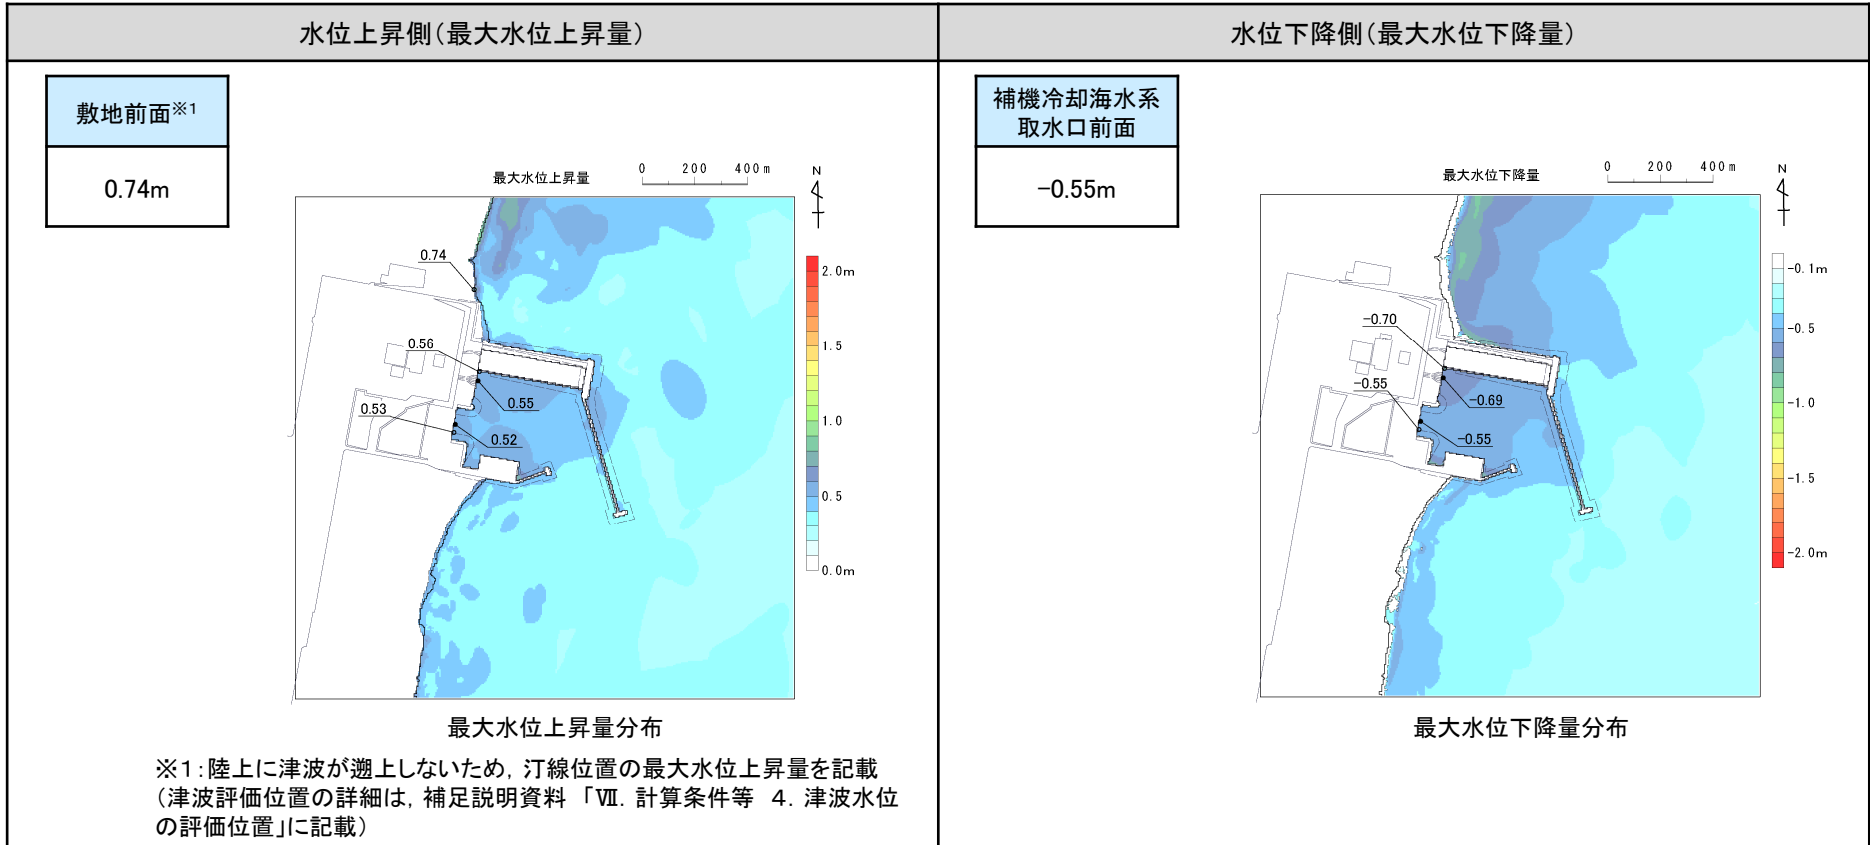 水位上昇側(最大水位上昇量)
敷地前面※1
0.74m
最大水位上昇量
0 200 400m
N
0.74
0.56
0.55
0.53
0.52
2.0m
1.5
1.0
0.5
0.0m
最大水位上昇量分布
※1:陸上に津波が遡上しないため,汀線位置の最大水位上昇量を記載
(津波評価位置の詳細は,補足説明資料 「Ⅶ.計算条件等 4.津波水位
の評価位置」に記載)
水位下降側(最大水位下降量)
補機冷却海水系
取水口前面
-0.55m
最大水位下降量
0 200 400m
N
-0.70
-0.55
-0.69
-0.55
-0.1m
-0.5
-1.0
-1.5
-2.0m
最大水位下降量分布